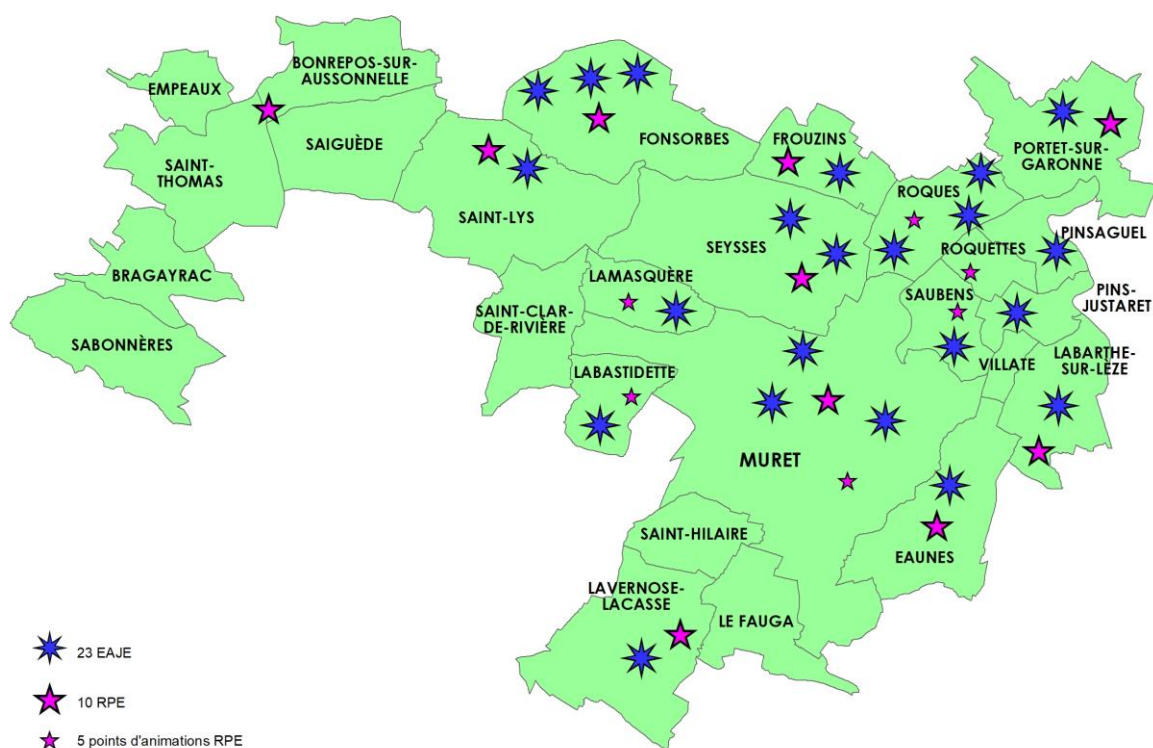 EMPEAUX
BONREPOS-SUR-
AUSSONNELLE
SAINT-
THOMAS
SAIGUÈDE
BRAGAYRAC
SABONNÈRES
SAINT-LYS
FONSORBES
FROUZINS
PORTET-SUR-
GARONNE
ROQUES
SEYSSES
ROQUETTES
PINSAGUEL
LAMASQUÈRE
SAINT-CLAR-
DE-RIVIÈRE
SAUBENS
PINS-
JUSTARET
LABASTIDETTE
VILLATE
LABARTHE-
SUR-LÈZE
MURET
SAINT-HILAIRE
EAUNES
LAVERNOSE-
LACASSE
LE FAUGA
23 EAJE
10 RPE
5 points d'animations RPE